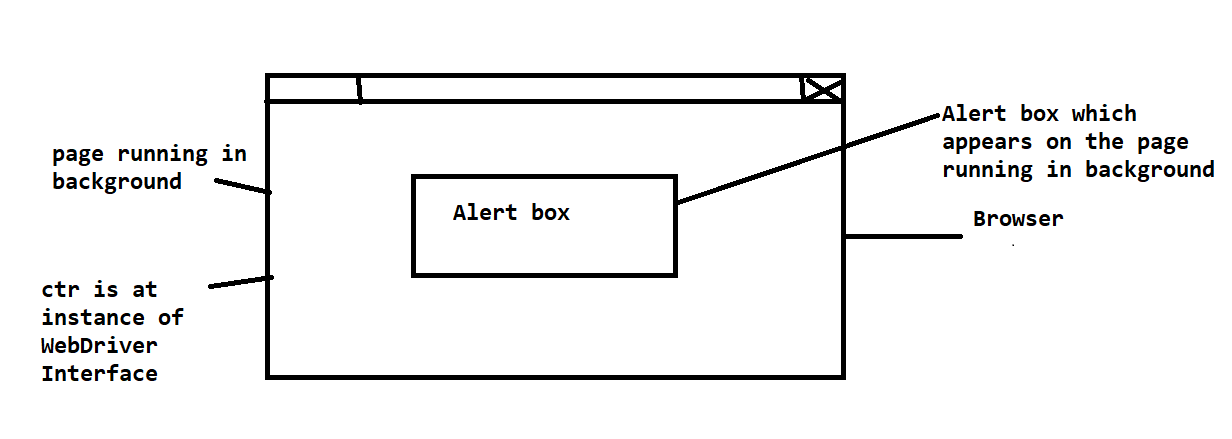 page running in
background
ctr is at
instance of
WebDriver
Interface
Alert box
Alert box which
appears on the page
running in background
Browser